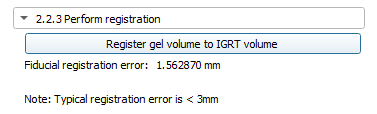 2.2.3 Perform registration
Register gel volume to IGRT volume
Fiducial registration error: 1.562870 mm
Note: Typical registration error is < 3mm